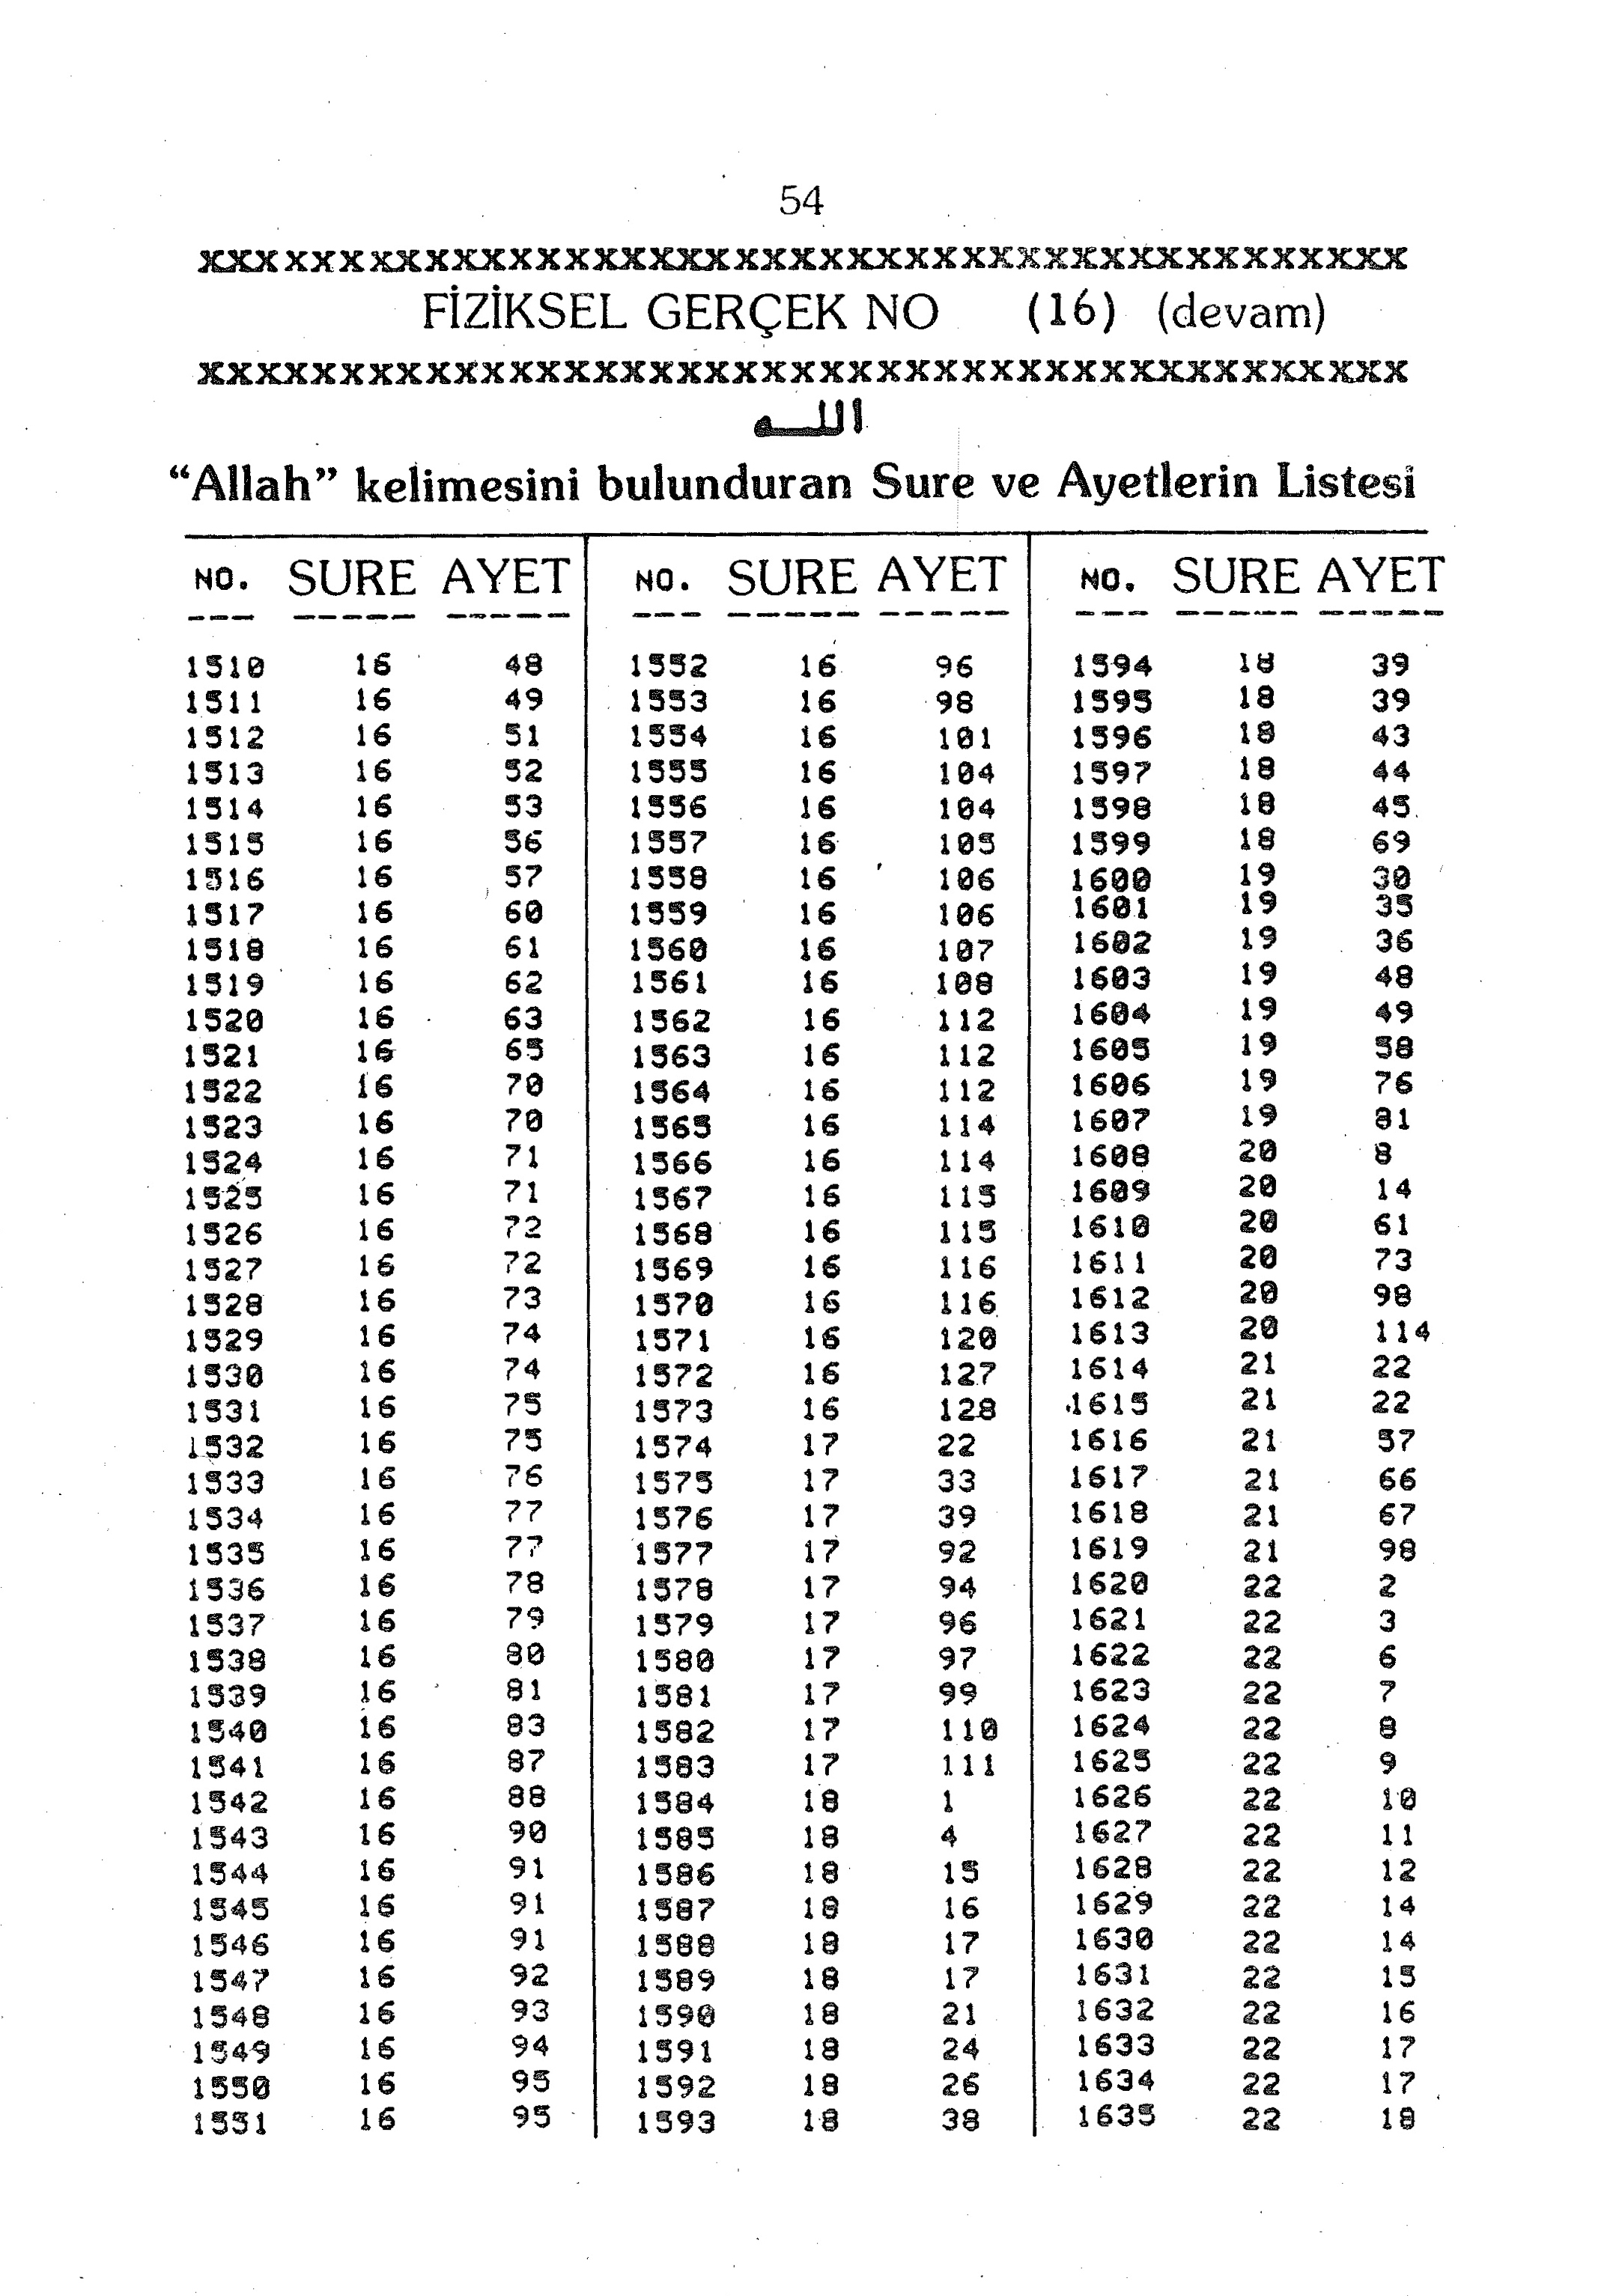 54
XXXXXXXXXXXXXXXXXXXXXXXXXXXXXXXXXXXXXXXXXXX
FİZİKSEL GERÇEK NO (16) (devam)
XXXXXXXXXXXXXXXXXXXXXXXXXXXXXXXXXXXXXXXXXXX
اللـه
“Allah” kelimesini bulunduran Sure ve Ayetlerin Listesi
NO. SURE AYET NO. SURE AYET NO. SURE AYET
--- ----- ----- --- ----- ----- --- ----- -----
1510 16 48 1552 16 96 1594 18 39
1511 16 49 1553 16 98 1595 18 39
1512 16 51 1554 16 101 1596 18 43
1513 16 52 1555 16 104 1597 18 44
1514 16 53 1556 16 104 1598 18 45
1515 16 56 1557 16 105 1599 18 69
1516 16 57 1558 16 106 1600 19 30
1517 16 60 1559 16 106 1601 19 35
1518 16 61 1560 16 107 1602 19 36
1519 16 62 1561 16 108 1603 19 48
1520 16 63 1562 16 112 1604 19 49
1521 16 65 1563 16 112 1605 19 58
1522 16 70 1564 16 112 1606 19 76
1523 16 70 1565 16 114 1607 19 81
1524 16 71 1566 16 114 1608 20 8
1525 16 71 1567 16 115 1609 20 14
1526 16 72 1568 16 115 1610 20 61
1527 16 72 1569 16 116 1611 20 73
1528 16 73 1570 16 116 1612 20 98
1529 16 74 1571 16 120 1613 20 114
1530 16 74 1572 16 127 1614 21 22
1531 16 75 1573 16 128 1615 21 22
1532 16 75 1574 17 22 1616 21 57
1533 16 76 1575 17 33 1617 21 66
1534 16 77 1576 17 39 1618 21 67
1535 16 77 1577 17 92 1619 21 98
1536 16 78 1578 17 94 1620 22 2
1537 16 79 1579 17 96 1621 22 3
1538 16 80 1580 17 97 1622 22 6
1539 16 81 1581 17 99 1623 22 7
1540 16 83 1582 17 110 1624 22 8
1541 16 87 1583 17 111 1625 22 9
1542 16 88 1584 18 1 1626 22 10
1543 16 90 1585 18 4 1627 22 11
1544 16 91 1586 18 15 1628 22 12
1545 16 91 1587 18 16 1629 22 14
1546 16 91 1588 18 17 1630 22 14
1547 16 92 1589 18 17 1631 22 15
1548 16 93 1590 18 21 1632 22 16
1549 16 94 1591 18 24 1633 22 17
1550 16 95 1592 18 26 1634 22 17
1551 16 95 1593 18 38 1635 22 18